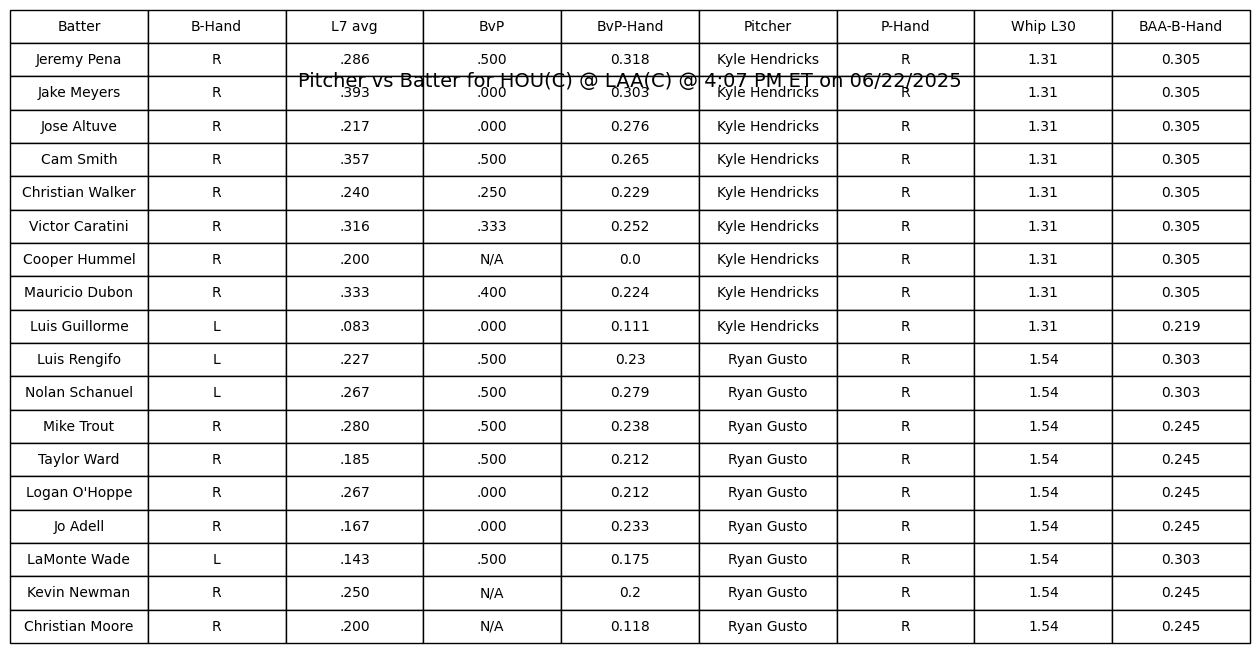 Batter B-Hand L7 avg BvP BvP-Hand Pitcher P-Hand Whip L30 BAA-B-Hand
Jeremy Pena R .286 .500 0.318 Kyle Hendricks R 1.31 0.305
Pitcher vs Batter for HOU(C) @ LAA(C) @ 4:07 PM ET on 06/22/2025
Jake Meyers R .393 .000 0.303 Kyle Hendricks R 1.31 0.305
Jose Altuve R .217 .000 0.276 Kyle Hendricks R 1.31 0.305
Cam Smith R .357 .500 0.265 Kyle Hendricks R 1.31 0.305
Christian Walker R .240 .250 0.229 Kyle Hendricks R 1.31 0.305
Victor Caratini R .316 .333 0.252 Kyle Hendricks R 1.31 0.305
Cooper Hummel R .200 N/A 0.0 Kyle Hendricks R 1.31 0.305
Mauricio Dubon R .333 .400 0.224 Kyle Hendricks R 1.31 0.305
Luis Guillorme L .083 .000 0.111 Kyle Hendricks R 1.31 0.219
Luis Rengifo L .227 .500 0.23 Ryan Gusto R 1.54 0.303
Nolan Schanuel L .267 .500 0.279 Ryan Gusto R 1.54 0.303
Mike Trout R .280 .500 0.238 Ryan Gusto R 1.54 0.245
Taylor Ward R .185 .500 0.212 Ryan Gusto R 1.54 0.245
Logan O'Hoppe R .267 .000 0.212 Ryan Gusto R 1.54 0.245
Jo Adell R .167 .000 0.233 Ryan Gusto R 1.54 0.245
LaMonte Wade L .143 .500 0.175 Ryan Gusto R 1.54 0.303
Kevin Newman R .250 N/A 0.2 Ryan Gusto R 1.54 0.245
Christian Moore R .200 N/A 0.118 Ryan Gusto R 1.54 0.245